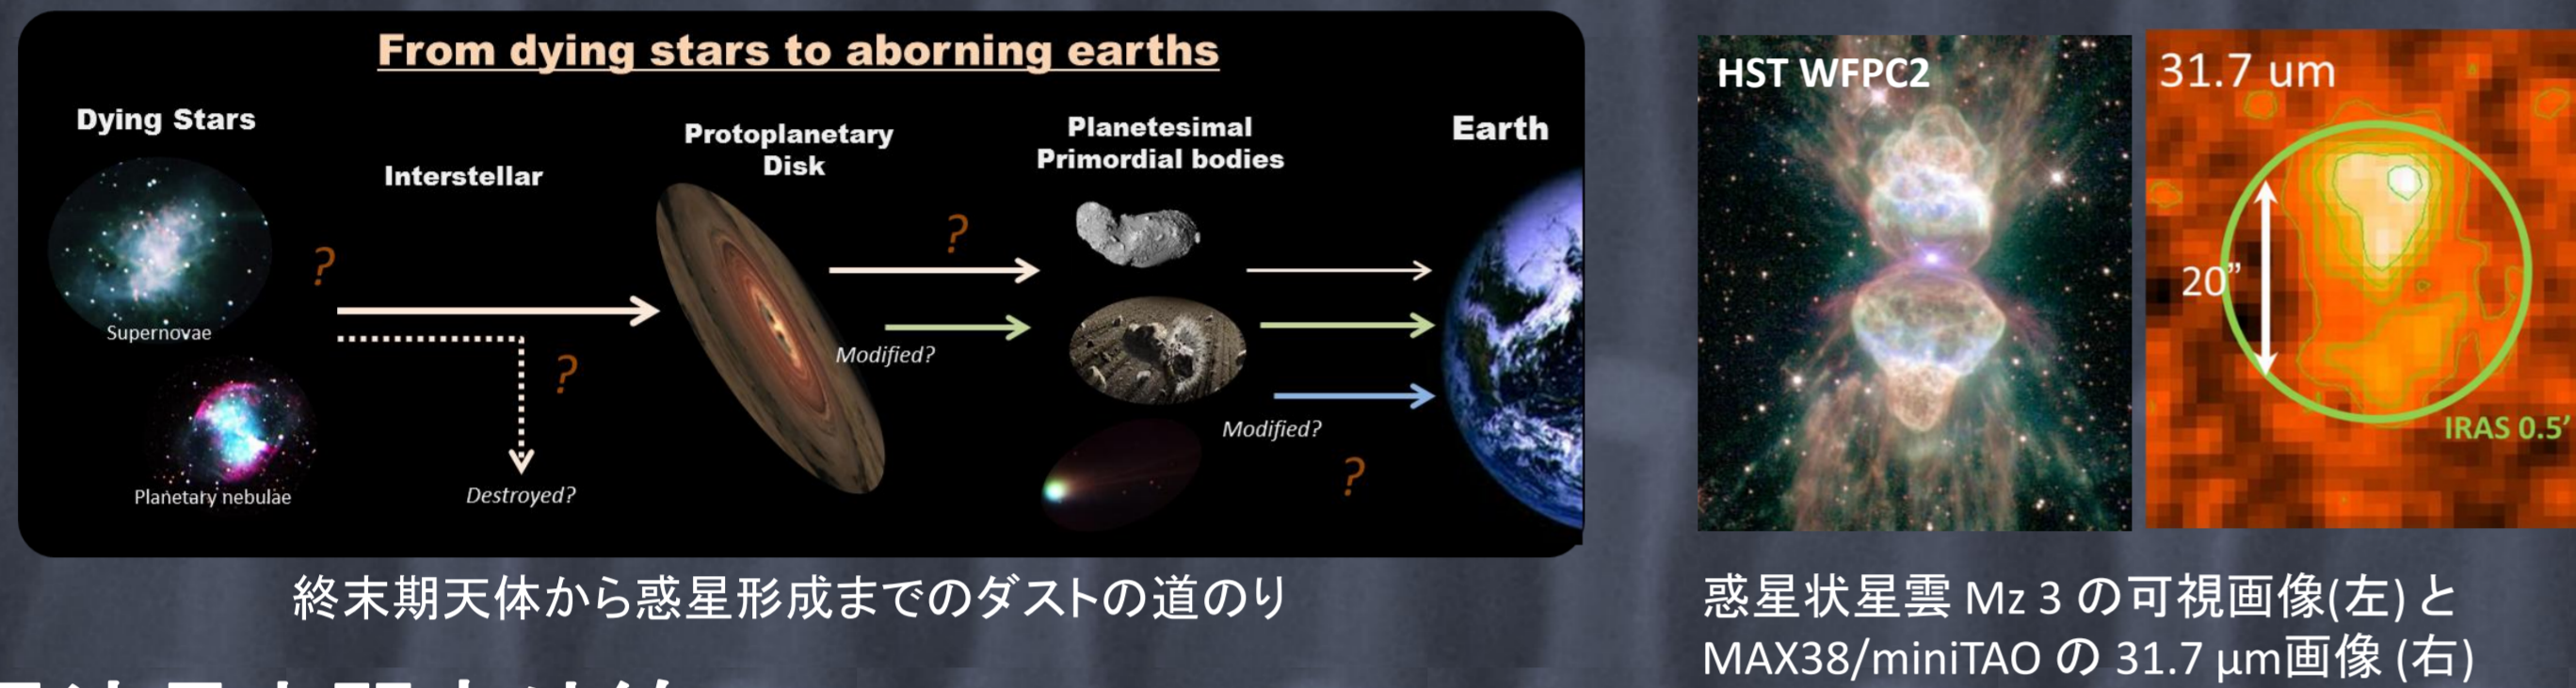 From dying stars to aborning earths
Dying Stars
Supernovae
Planetary nebulae
Interstellar
?
?
Destroyed?
Protoplanetary
Disk
?
Modified?
Planetesimal
Primordial bodies
Modified?
?
Earth
終末期天体から惑星形成までのダストの道のり
HST WFPC2
31.7 um
20”
IRAS 0.5’
惑星状星雲 Mz 3 の可視画像(左) と
MAX38/miniTAO の 31.7 μm画像 (右)